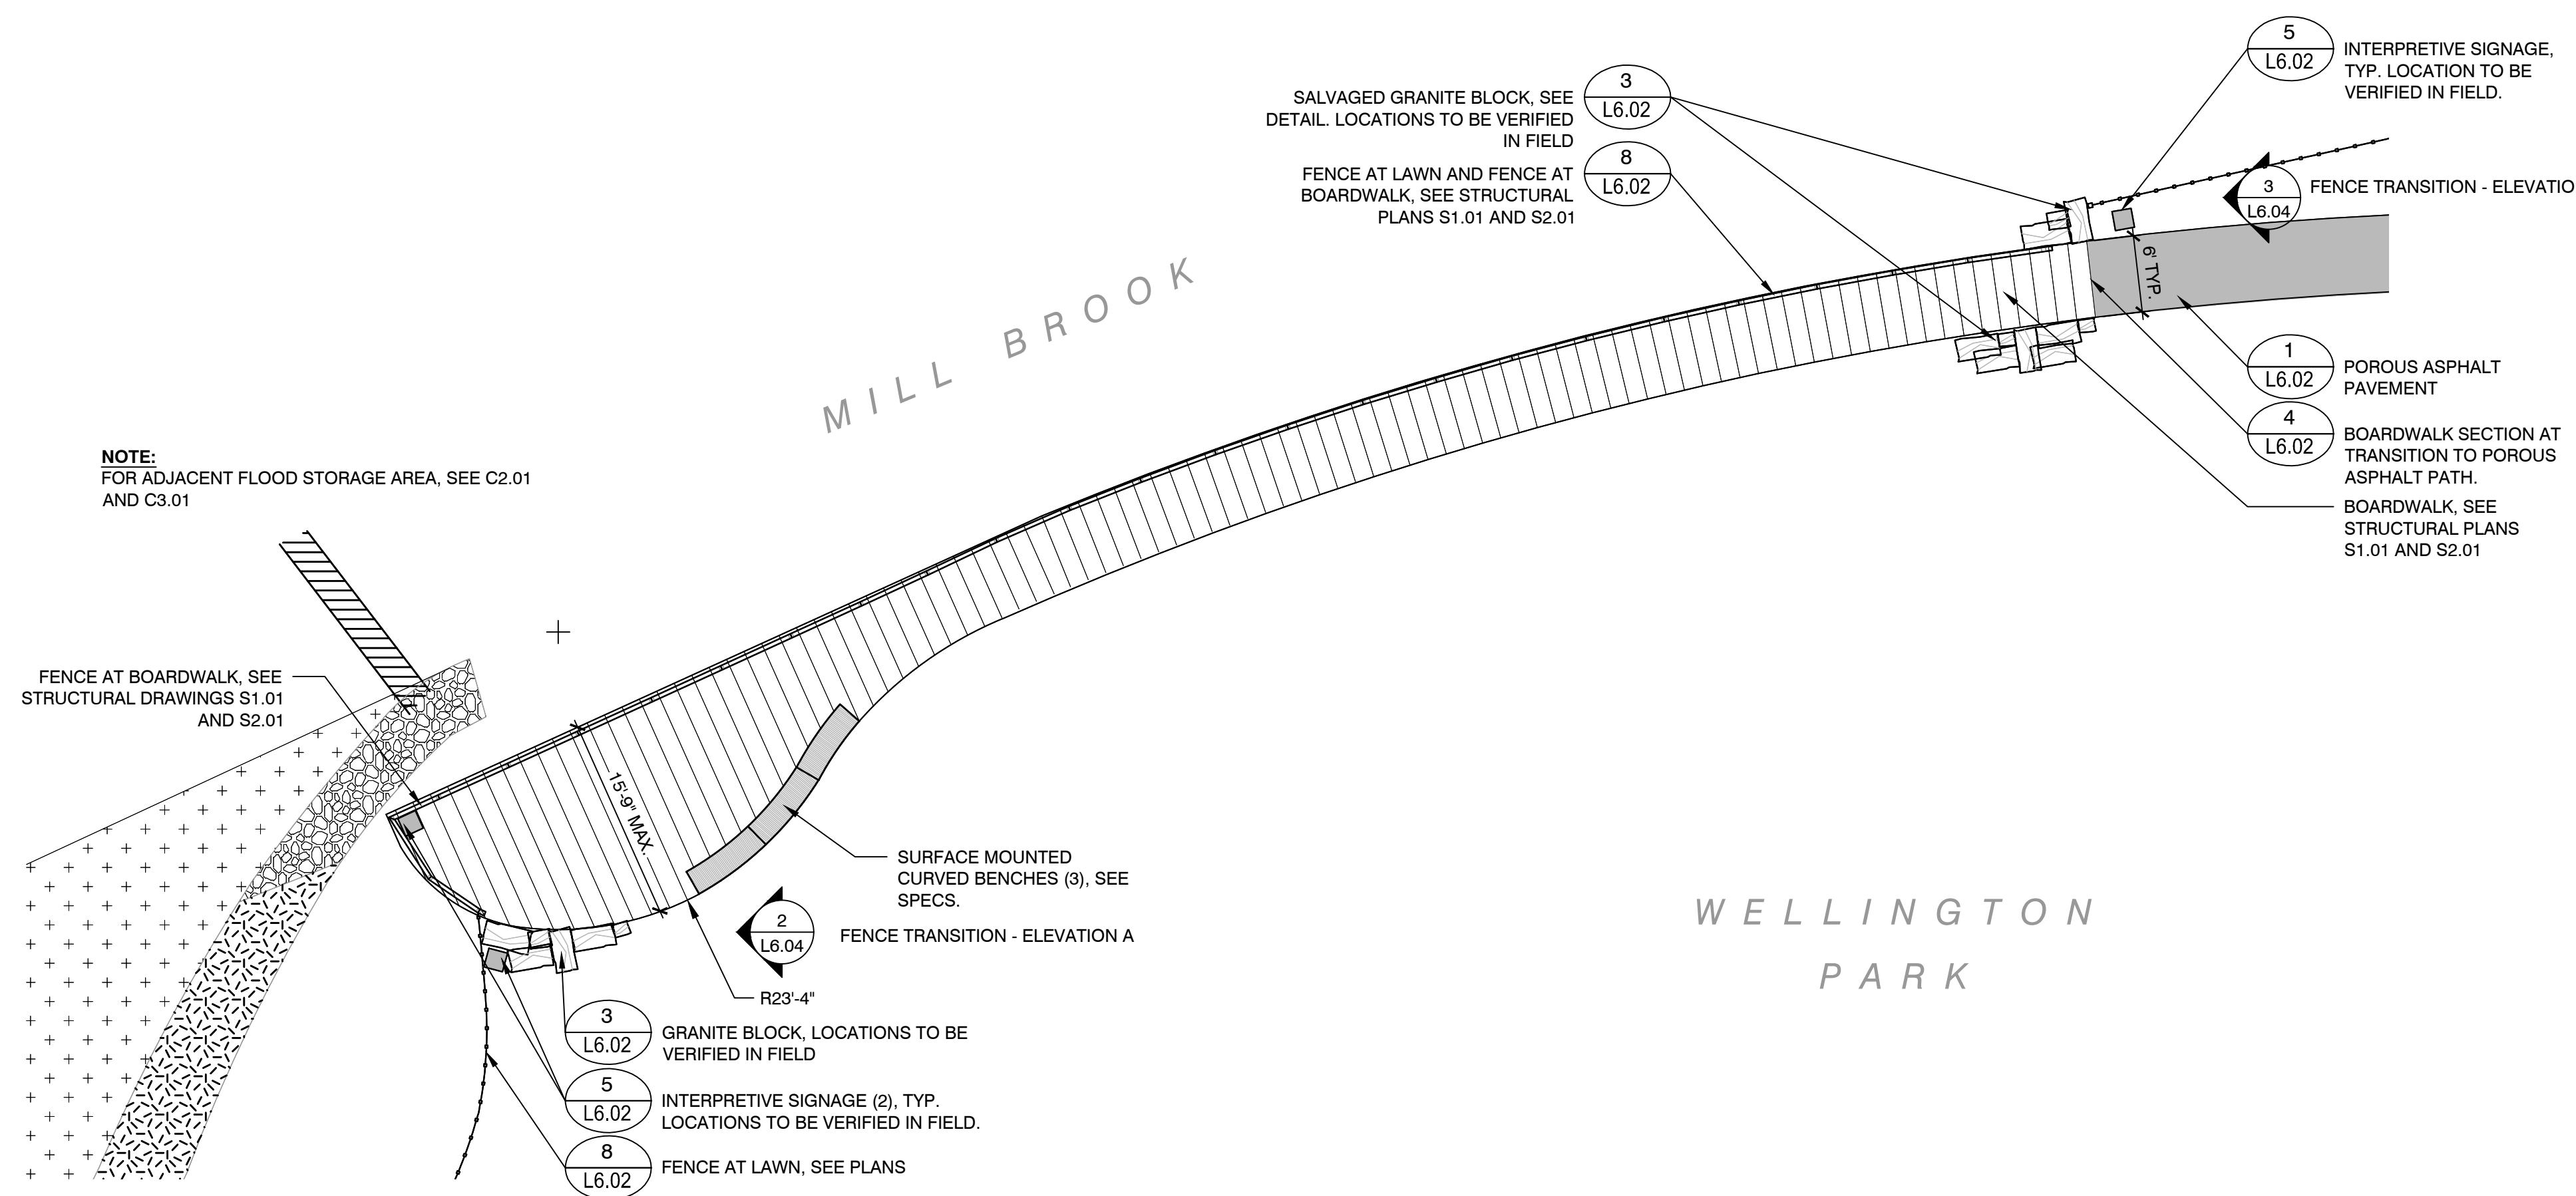 5
L6.02
INTERPRETIVE SIGNAGE,
TYP. LOCATION TO BE
VERIFIED IN FIELD.
3
L6.02
SALVAGED GRANITE BLOCK, SEE
DETAIL. LOCATIONS TO BE VERIFIED
IN FIELD
8
L6.02
FENCE AT LAWN AND FENCE AT
BOARDWALK, SEE STRUCTURAL
PLANS S1.01 AND S2.01
3
L6.04
FENCE TRANSITION - ELEVATIO
6' TYP.
MILL BROOK
1
L6.02
POROUS ASPHALT
PAVEMENT
4
L6.02
BOARDWALK SECTION AT
TRANSITION TO POROUS
ASPHALT PATH.
BOARDWALK, SEE
STRUCTURAL PLANS
S1.01 AND S2.01
NOTE:
FOR ADJACENT FLOOD STORAGE AREA, SEE C2.01
AND C3.01
FENCE AT BOARDWALK, SEE
STRUCTURAL DRAWINGS S1.01
AND S2.01
15'-9" MAX.
SURFACE MOUNTED
CURVED BENCHES (3), SEE
SPECS.
2
L6.04
FENCE TRANSITION - ELEVATION A
R23'-4"
WELLINGTON
PARK
3
L6.02
GRANITE BLOCK, LOCATIONS TO BE
VERIFIED IN FIELD
5
L6.02
INTERPRETIVE SIGNAGE (2), TYP.
LOCATIONS TO BE VERIFIED IN FIELD.
8
L6.02
FENCE AT LAWN, SEE PLANS